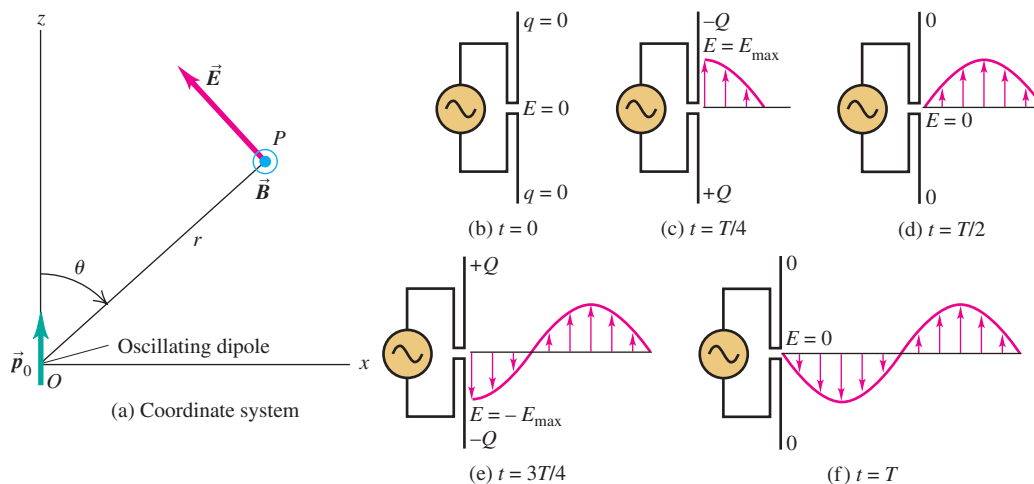 z
E⃗
P
B⃗
r
θ
p⃗₀
O
Oscillating dipole
x
(a) Coordinate system
q = 0
E = 0
q = 0
(b) t = 0
−Q
E = Eₘₐₓ
+Q
(c) t = T/4
0
E = 0
0
(d) t = T/2
+Q
E = − Eₘₐₓ
−Q
(e) t = 3T/4
0
E = 0
0
(f) t = T